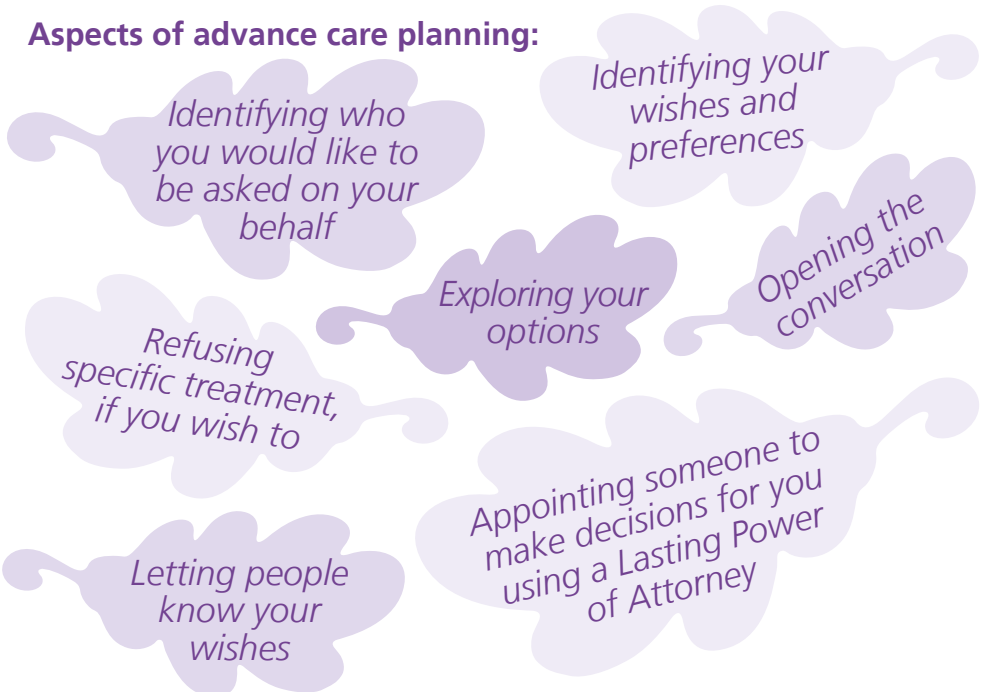 Aspects of advance care planning:
Identifying who
you would like to
be asked on your
behalf
Identifying your
wishes and
preferences
Opening the
conversation
Exploring your
options
Refusing
specific treatment,
if you wish to
Appointing someone to
make decisions for you
using a Lasting Power
of Attorney
Letting people
know your
wishes